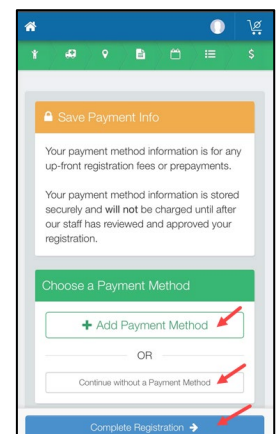 Save Payment Info
Your payment method information is for any
up-front registration fees or prepayments.
Your payment method information is stored
securely and will not be charged until after
our staff has reviewed and approved your
registration.
Choose a Payment Method
+ Add Payment Method
OR
Continue without a Payment Method
Complete Registration →